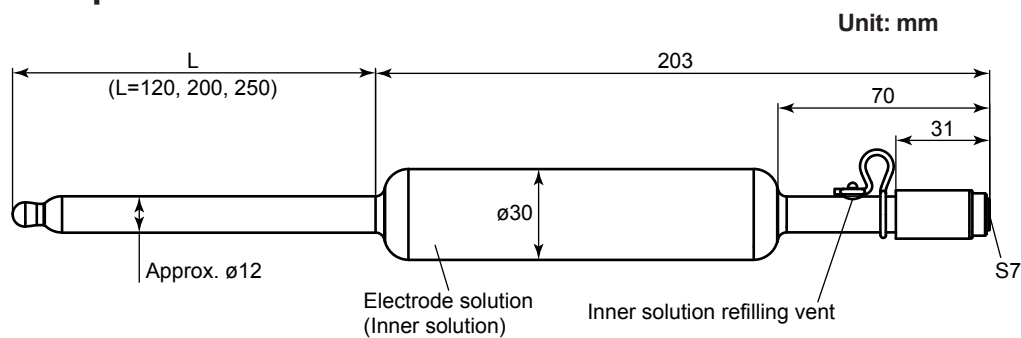 Unit: mm
L
(L=120, 200, 250)
203
70
31
ø30
Approx. ø12
S7
Electrode solution
(Inner solution)
Inner solution refilling vent